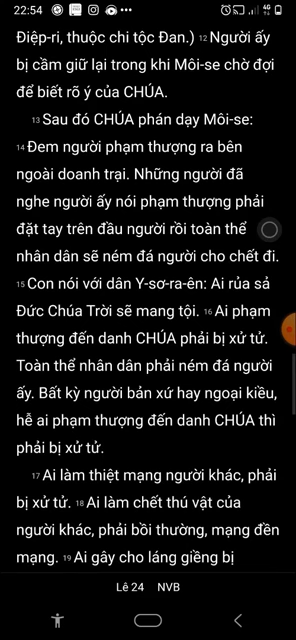 22:54 4G
Điệp-ri, thuộc chi tộc Đan.) 12 Người ấy
bị cầm giữ lại trong khi Môi-se chờ đợi
để biết rõ ý của CHÚA.
13 Sau đó CHÚA phán dạy Môi-se:
14 Đem người phạm thượng ra bên
ngoài doanh trại. Những người đã
nghe người ấy nói phạm thượng phải
đặt tay trên đầu người rồi toàn thể
nhân dân sẽ ném đá người cho chết đi.
15 Con nói với dân Y-sơ-ra-ên: Ai rủa sả
Đức Chúa Trời sẽ mang tội. 16 Ai phạm
thượng đến danh CHÚA phải bị xử tử.
Toàn thể nhân dân phải ném đá người
ấy. Bất kỳ người bản xứ hay ngoại kiều,
hễ ai phạm thượng đến danh CHÚA thì
phải bị xử tử.
17 Ai làm thiệt mạng người khác, phải
bị xử tử. 18 Ai làm chết thú vật của
người khác, phải bồi thường, mạng đền
mạng. 19 Ai gây cho láng giềng bị
Lê 24 NVB